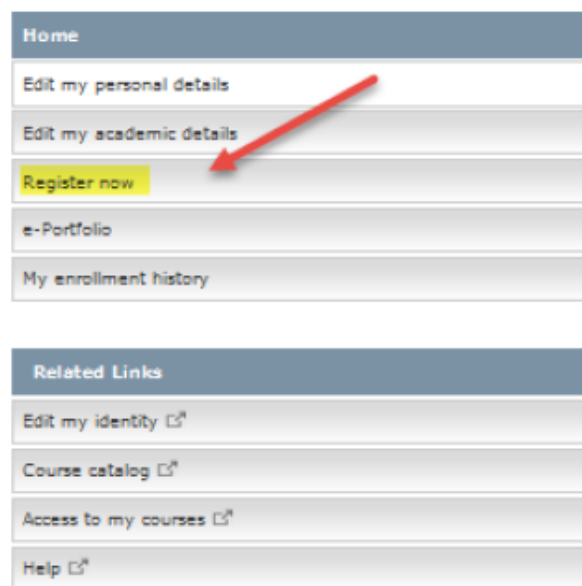 Home
Edit my personal details
Edit my academic details
Register now
e-Portfolio
My enrollment history
Related Links
Edit my identity
Course catalog
Access to my courses
Help